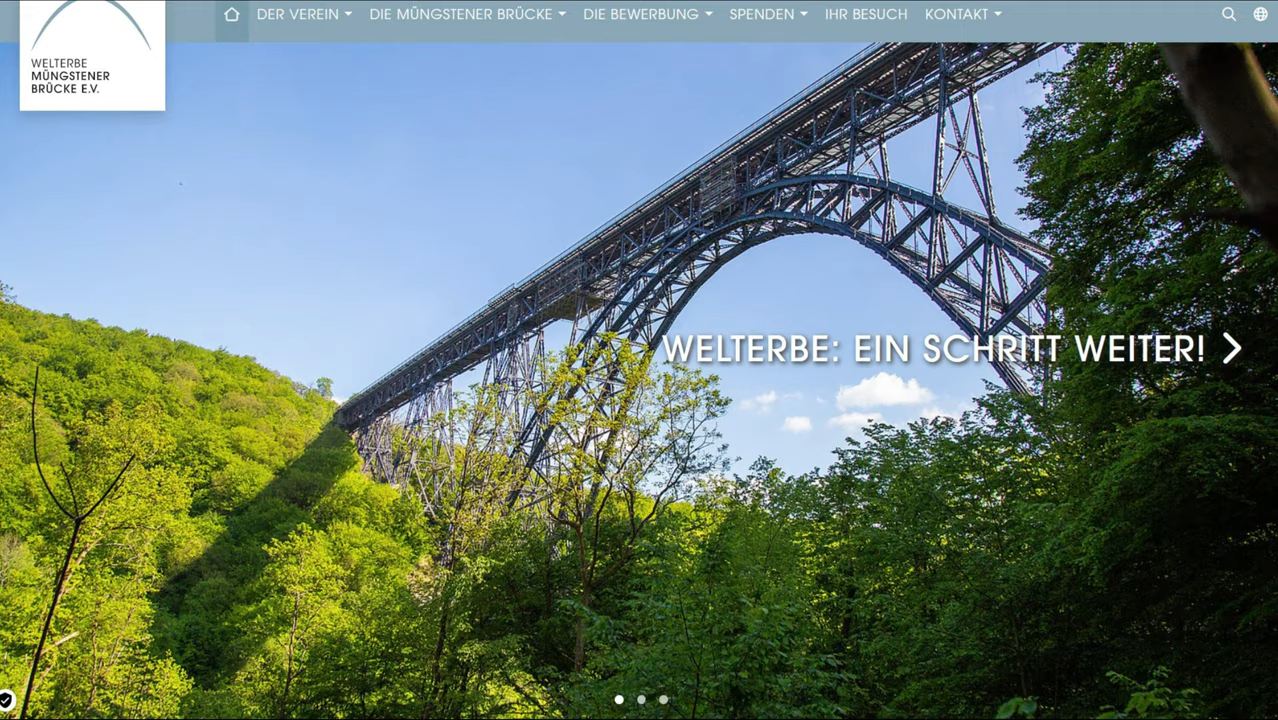 DER VEREIN
DIE MÜNGSTENER BRÜCKE
DIE BEWERBUNG
SPENDEN
IHR BESUCH
KONTAKT
WELTERBE
MÜNGSTENER
BRÜCKE E.V.
WELTERBE: EIN SCHRITT WEITER!